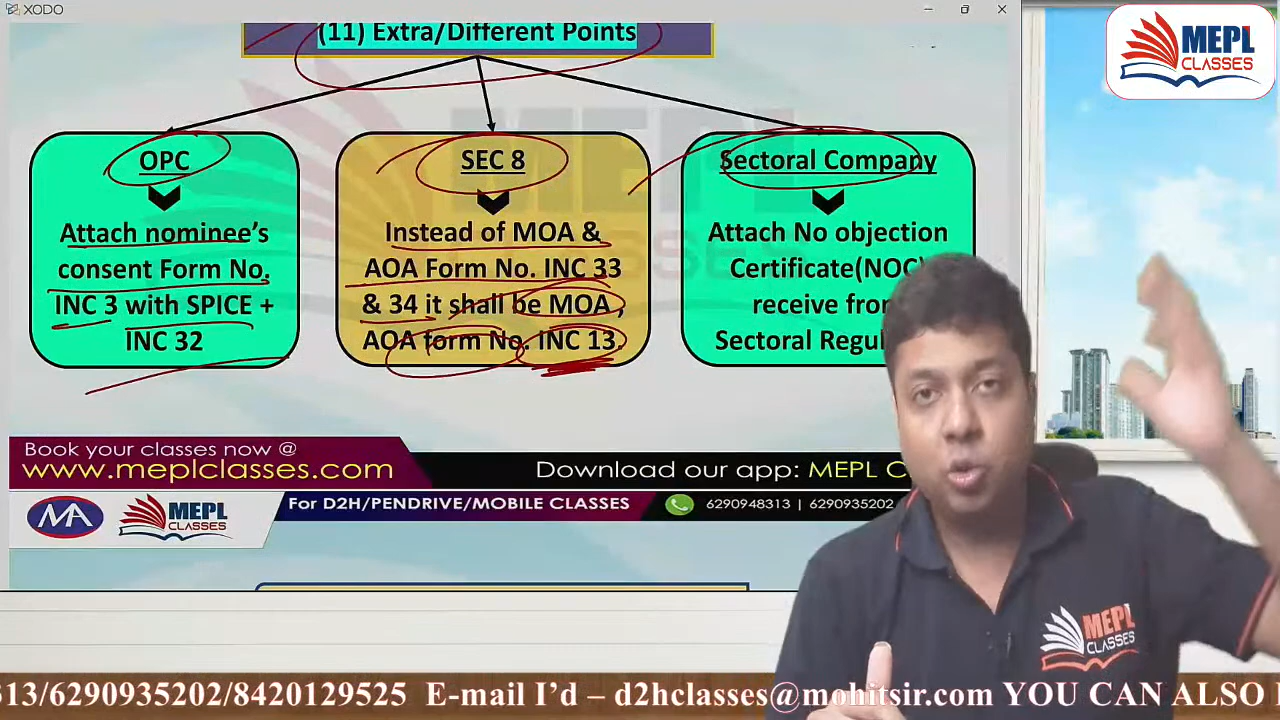 XODO
(11) Extra/Different Points
MEPL
CLASSES
OPC
Attach nominee's
consent Form No.
INC 3 with SPICE +
INC 32
SEC 8
Instead of MOA &
AOA Form No. INC 33
& 34 it shall be MOA ,
AOA form No. INC 13.
Sectoral Company
Attach No objection
Certificate(NOC)
receive from
Sectoral
Book your classes now @
www.meplclasses.com
Download our app: MEPL
MA
MEPL
CLASSES
For D2H/PENDRIVE/MOBILE CLASSES
6290948313 | 6290935202
MEPL
CLASSES
313/6290935202/8420129525 E-mail I'd – d2hclasses@mohitsir.com YOU CAN ALSO